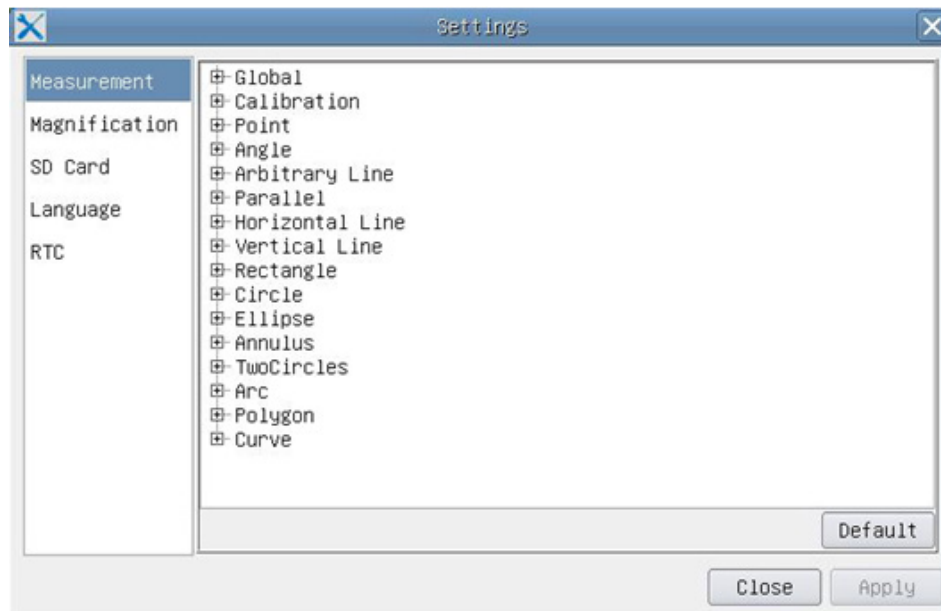 Settings
Measurement
Magnification
SD Card
Language
RTC
Global
Calibration
Point
Angle
Arbitrary Line
Parallel
Horizontal Line
Vertical Line
Rectangle
Circle
Ellipse
Annulus
TwoCircles
Arc
Polygon
Curve
Default
Close
Apply